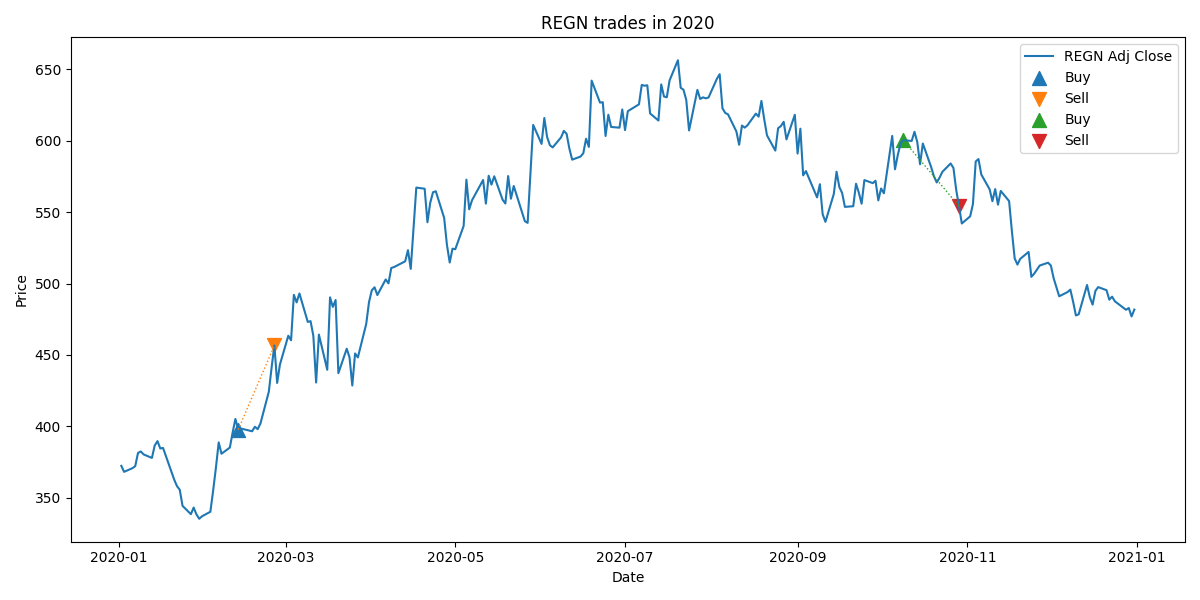 REGN trades in 2020
REGN Adj Close
Buy
Sell
Buy
Sell
Price
650
600
550
500
450
400
350
2020-01
2020-03
2020-05
2020-07
2020-09
2020-11
2021-01
Date